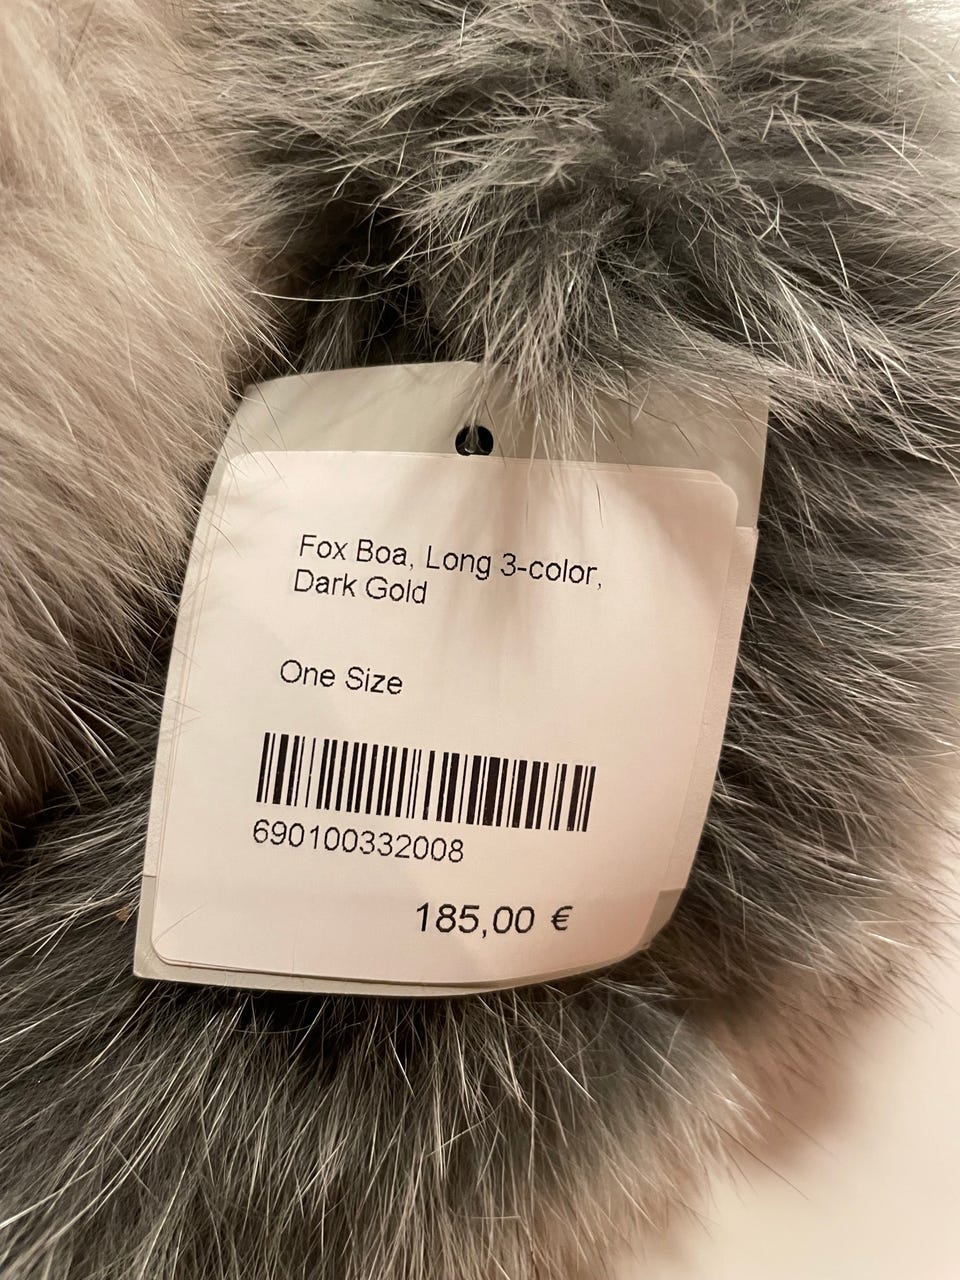 Fox Boa, Long 3-color,
Dark Gold
One Size
690100332008
185,00 €